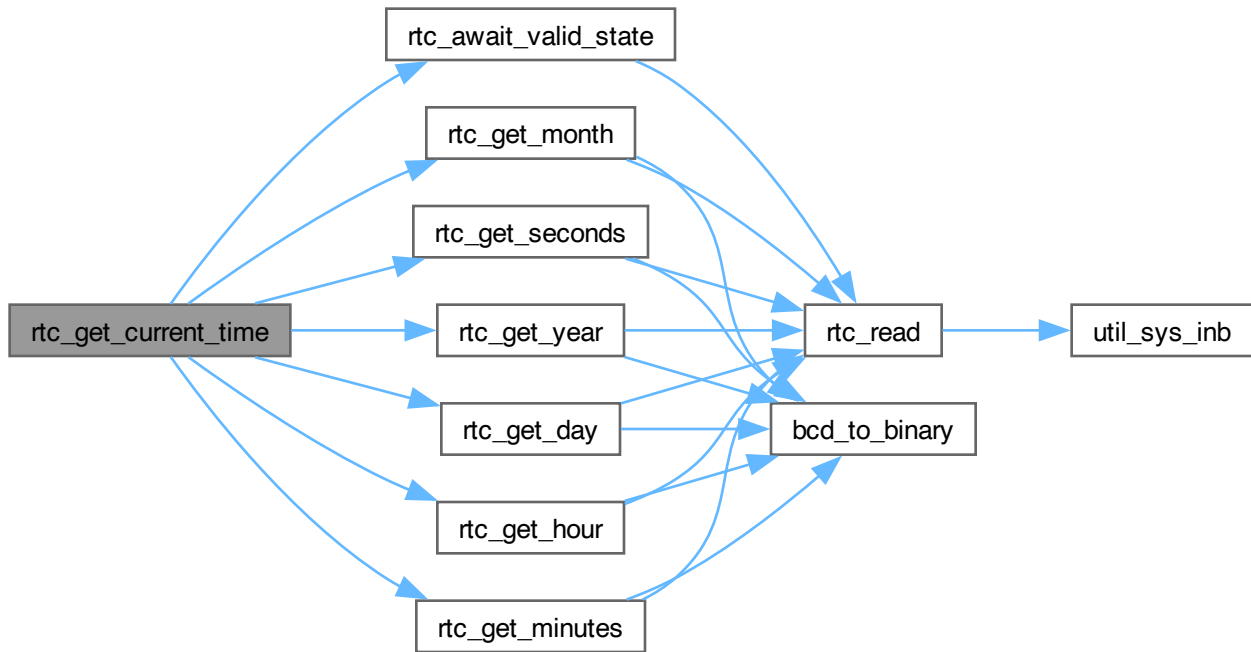 rtc_await_valid_state
rtc_get_month
rtc_get_seconds
rtc_get_current_time
rtc_get_year
rtc_read
util_sys_inb
rtc_get_day
bcd_to_binary
rtc_get_hour
rtc_get_minutes